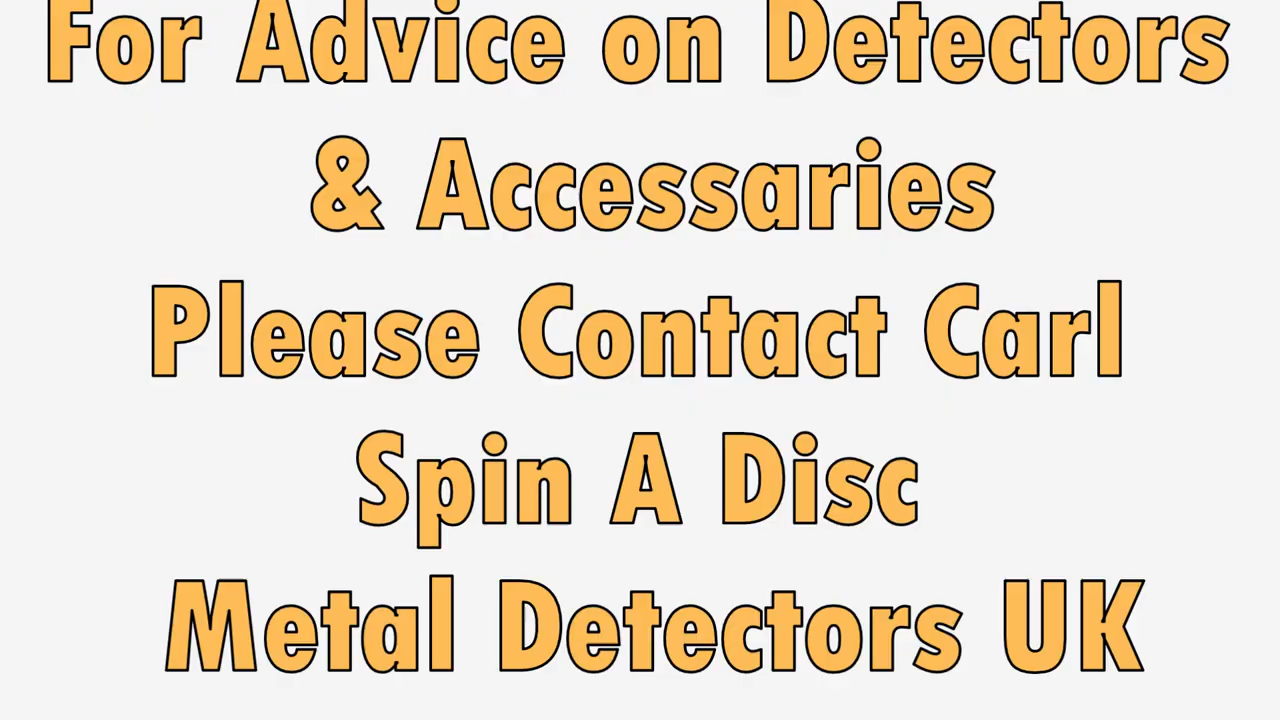 For Advice on Detectors
& Accessaries
Please Contact Carl
Spin A Disc
Metal Detectors UK